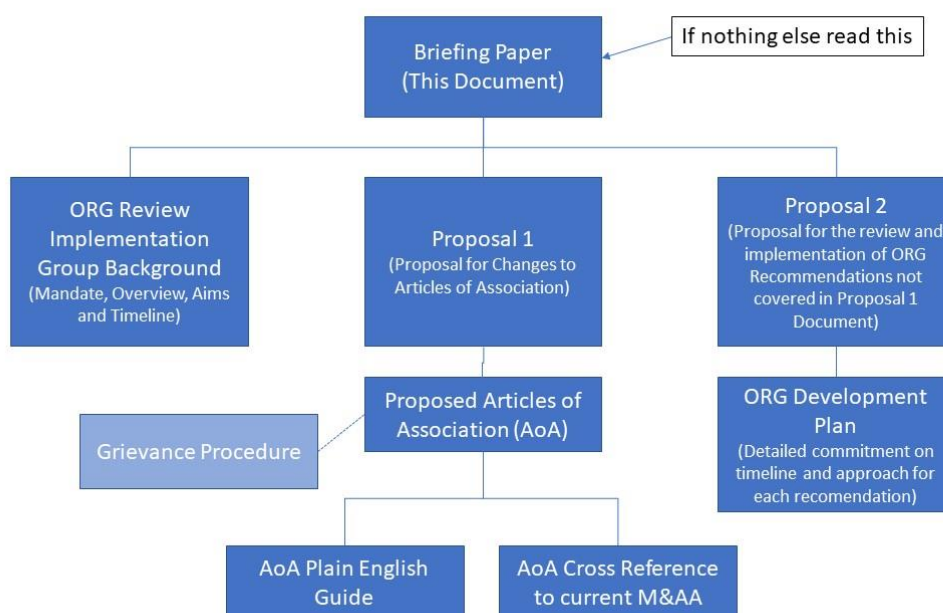 If nothing else read this
Briefing Paper
(This Document)
ORG Review
Implementation
Group Background
(Mandate, Overview, Aims
and Timeline)
Proposal 1
(Proposal for Changes to
Articles of Association)
Proposal 2
(Proposal for the review and
implementation of ORG
Recommendations not
covered in Proposal 1
Document)
Proposed Articles of
Association (AoA)
Grievance Procedure
ORG Development
Plan
(Detailed commitment on
timeline and approach for
each recomendation)
AoA Plain English
Guide
AoA Cross Reference
to current M&AA